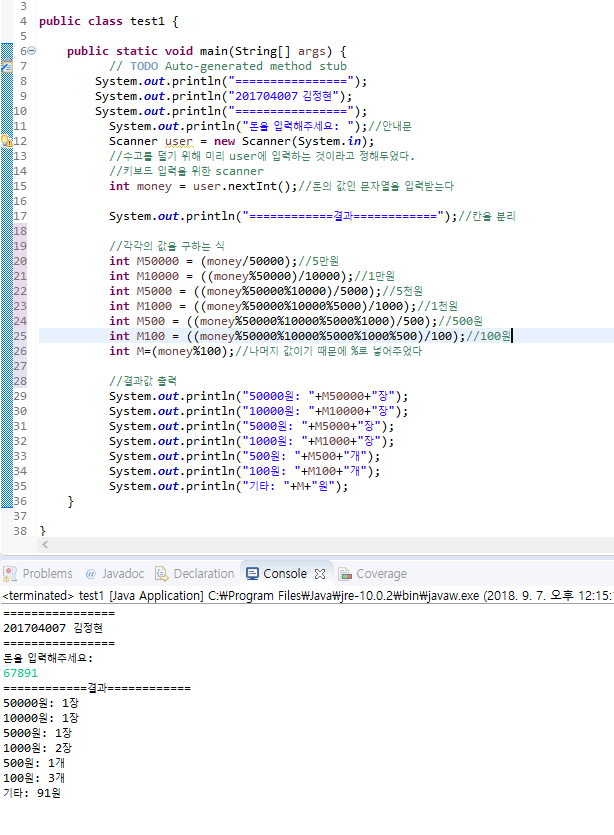 3
4 public class test1 {
5
6 public static void main(String[] args) {
7 // TODO Auto-generated method stub
8 System.out.println("================");
9 System.out.println("201704007 김정현");
10 System.out.println("================");
11 System.out.println("돈을 입력해주세요: ");//안내문
12 Scanner user = new Scanner(System.in);
13 //수고를 덜기 위해 미리 user에 입력하는 것이라고 정해두었다.
14 //키보드 입력을 위한 scanner
15 int money = user.nextInt();//돈의 값인 문자열을 입력받는다
16
17 System.out.println("============결과============");//칸을 분리
18
19 //각각의 값을 구하는 식
20 int M50000 = (money/50000);//5만원
21 int M10000 = ((money%50000)/10000);//1만원
22 int M5000 = ((money%50000%10000)/5000);//5천원
23 int M1000 = ((money%50000%10000%5000)/1000);//1천원
24 int M500 = ((money%50000%10000%5000%1000)/500);//500원
25 int M100 = ((money%50000%10000%5000%1000%500)/100);//100원
26 int M=(money%100);//나머지 값이기 때문에 %로 넣어주었다
27
28 //결과값 출력
29 System.out.println("50000원: "+M50000+"장");
30 System.out.println("10000원: "+M10000+"장");
31 System.out.println("5000원: "+M5000+"장");
32 System.out.println("1000원: "+M1000+"장");
33 System.out.println("500원: "+M500+"개");
34 System.out.println("100원: "+M100+"개");
35 System.out.println("기타: "+M+"원");
36 }
37
38 }
Problems @ Javadoc Declaration Console Coverage
<terminated> test1 [Java Application] C:₩Program Files₩Java₩jre-10.0.2₩bin₩javaw.exe (2018. 9. 7. 오후 12:15:
================
201704007 김정현
================
돈을 입력해주세요:
67891
============결과============
50000원: 1장
10000원: 1장
5000원: 1장
1000원: 2장
500원: 1개
100원: 3개
기타: 91원